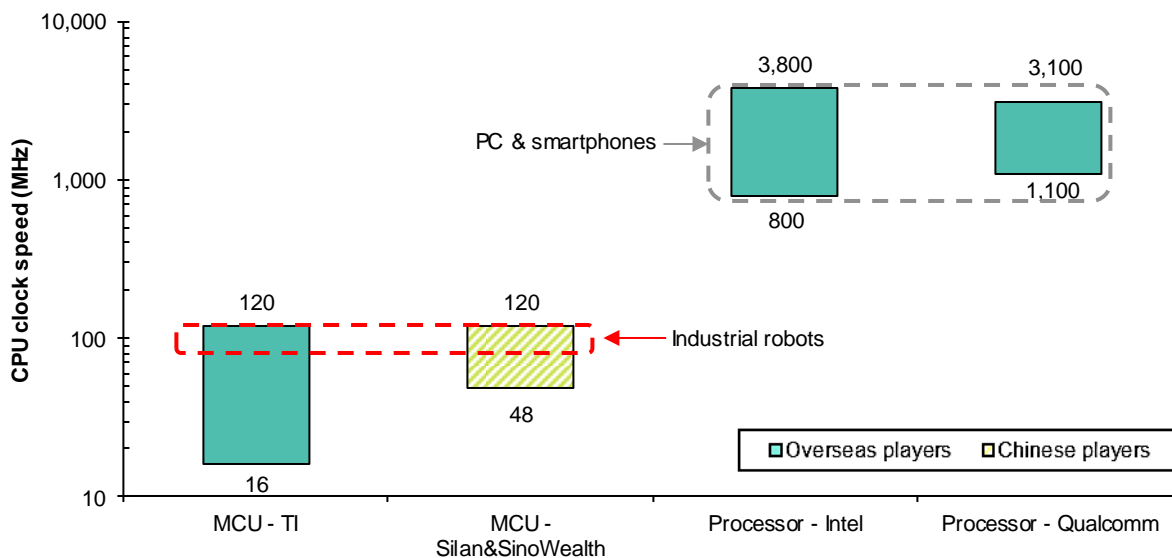 CPU clock speed (MHz)
10,000
1,000
100
10
3,800
3,100
PC & smartphones
800
1,100
120
120
Industrial robots
48
16
Overseas players
Chinese players
MCU - TI
MCU -
Silan&SinoWealth
Processor - Intel
Processor - Qualcomm